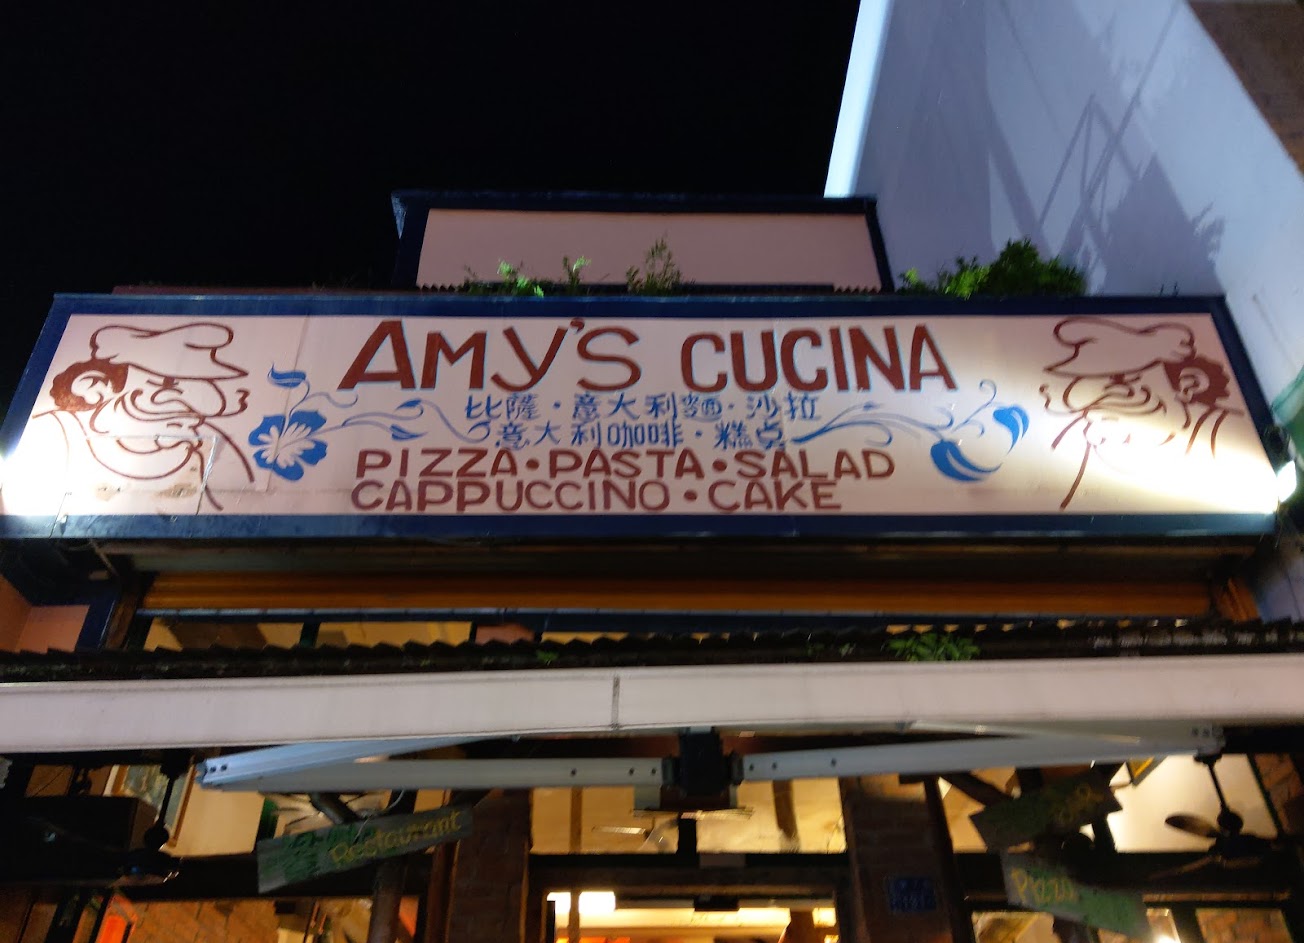 AMY'S CUCINA
比薩·意大利麵·沙拉
意大利咖啡·糕点
PIZZA·PASTA·SALAD
CAPPUCCINO·CAKE
Restaurant
Pizza